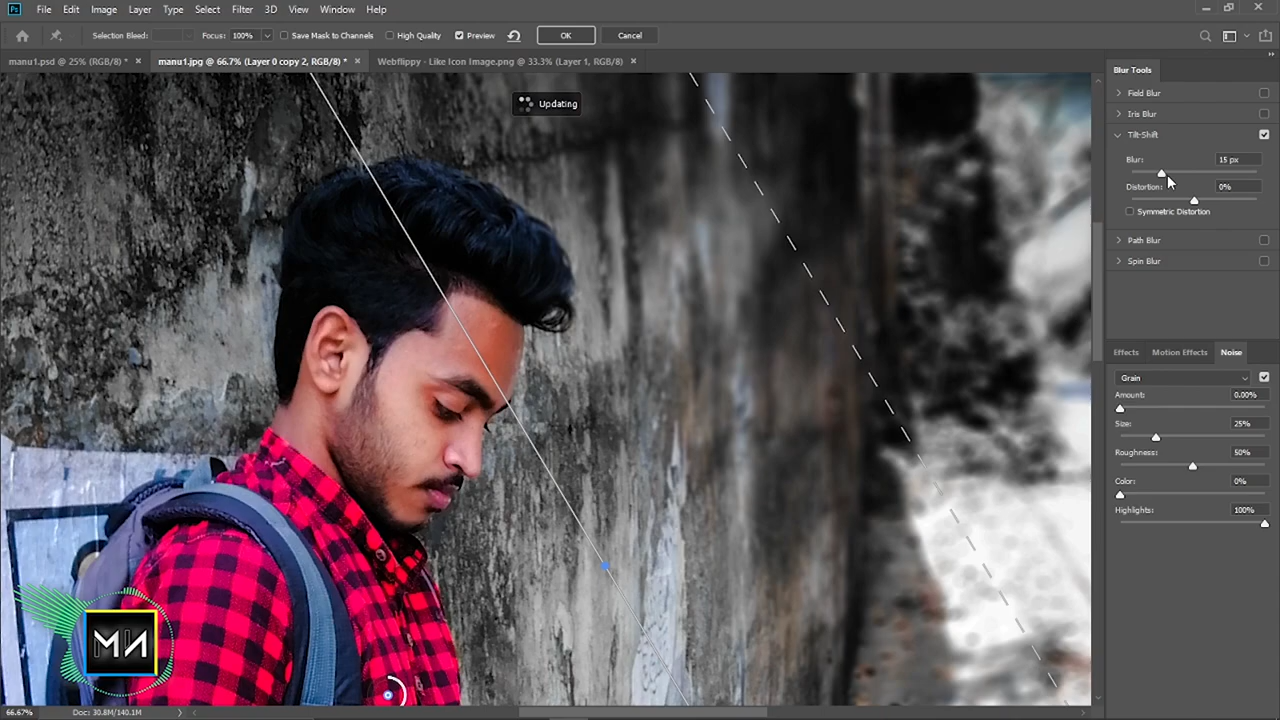 Ps File Edit Image Layer Type Select Filter 3D View Window Help
Selection Bleed: Focus: 100% Save Mask to Channels High Quality Preview OK Cancel
manu1.psd @ 25% (RGB/8) * × manu1.jpg @ 66.7% (Layer 0 copy 2, RGB/8) * × Webflippy - Like Icon Image.png @ 33.3% (Layer 1, RGB/8) ×
Updating
Blur Tools
Field Blur
Iris Blur
Tilt-Shift
Blur: 15 px
Distortion: 0%
Symmetric Distortion
Path Blur
Spin Blur
Effects Motion Effects Noise
Grain
Amount: 0.00%
Size: 25%
Roughness: 50%
Color: 0%
Highlights: 100%
66.67% Doc: 30.8M/140.1M